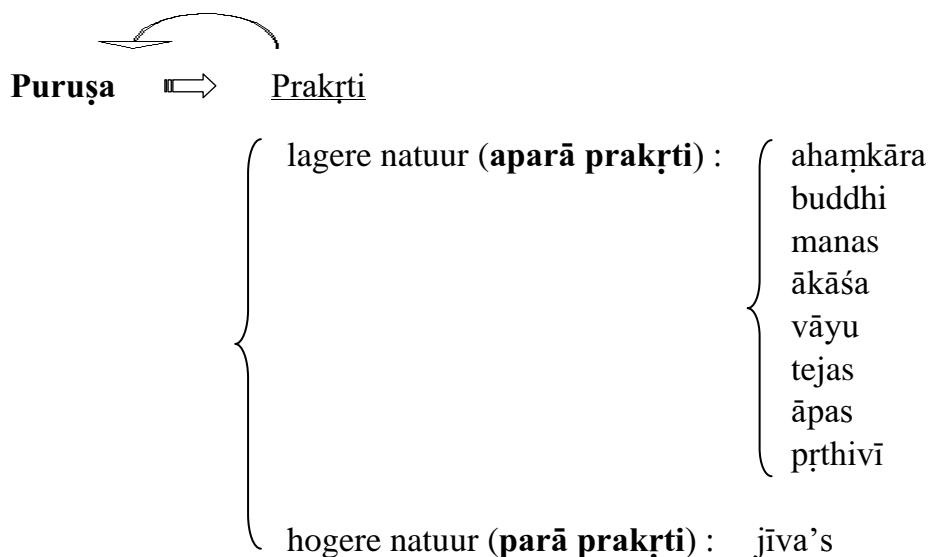 Puruṣa Prakṛti
lagere natuur (aparā prakṛti) : ahaṃkāra
buddhi
manas
ākāśa
vāyu
tejas
āpas
pṛthivī
hogere natuur (parā prakṛti) : jīva’s